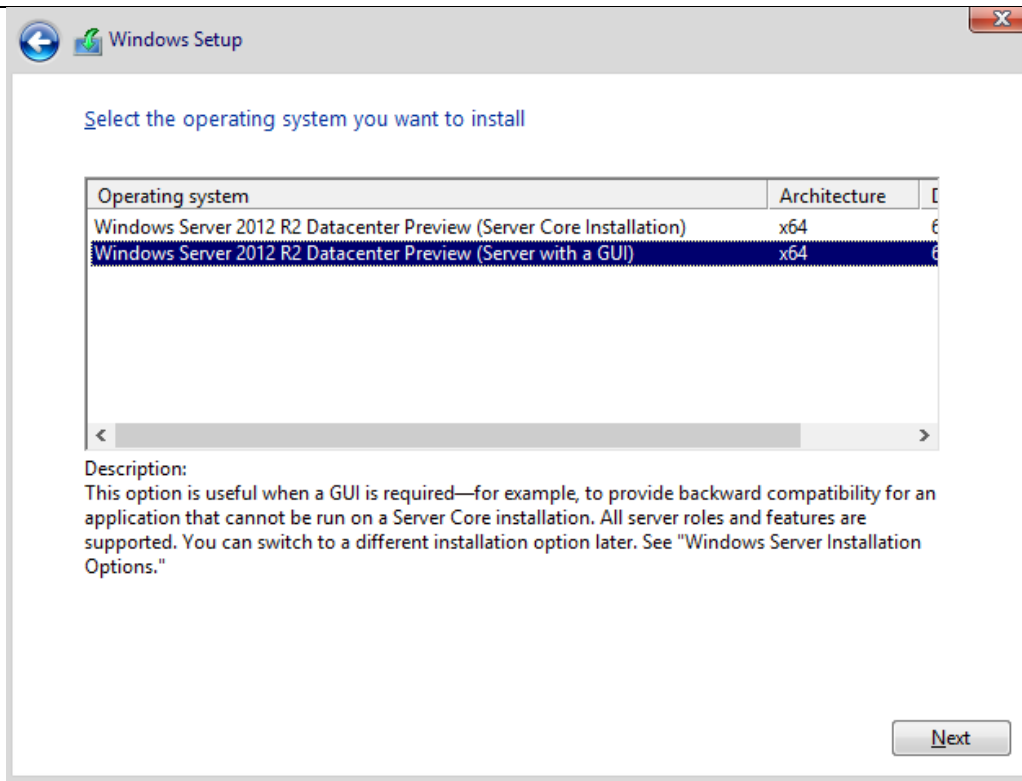 Windows Setup
Select the operating system you want to install
Operating system Architecture
Windows Server 2012 R2 Datacenter Preview (Server Core Installation) x64 6
Windows Server 2012 R2 Datacenter Preview (Server with a GUI) x64 6
Description:
This option is useful when a GUI is required—for example, to provide backward compatibility for an
application that cannot be run on a Server Core installation. All server roles and features are
supported. You can switch to a different installation option later. See "Windows Server Installation
Options."
Next